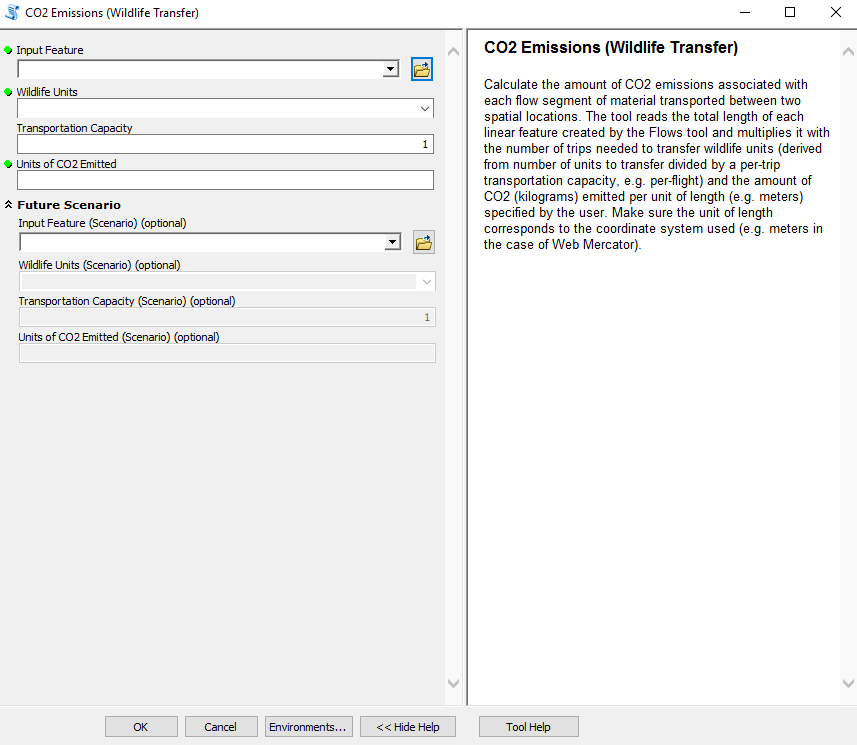 CO2 Emissions (Wildlife Transfer)
Input Feature
Wildlife Units
Transportation Capacity
1
Units of CO2 Emitted
Future Scenario
Input Feature (Scenario) (optional)
Wildlife Units (Scenario) (optional)
Transportation Capacity (Scenario) (optional)
1
Units of CO2 Emitted (Scenario) (optional)
CO2 Emissions (Wildlife Transfer)
Calculate the amount of CO2 emissions associated with
each flow segment of material transported between two
spatial locations. The tool reads the total length of each
linear feature created by the Flows tool and multiplies it with
the number of trips needed to transfer wildlife units (derived
from number of units to transfer divided by a per-trip
transportation capacity, e.g. per-flight) and the amount of
CO2 (kilograms) emitted per unit of length (e.g. meters)
specified by the user. Make sure the unit of length
corresponds to the coordinate system used (e.g. meters in
the case of Web Mercator).
OK
Cancel
Environments...
<< Hide Help
Tool Help